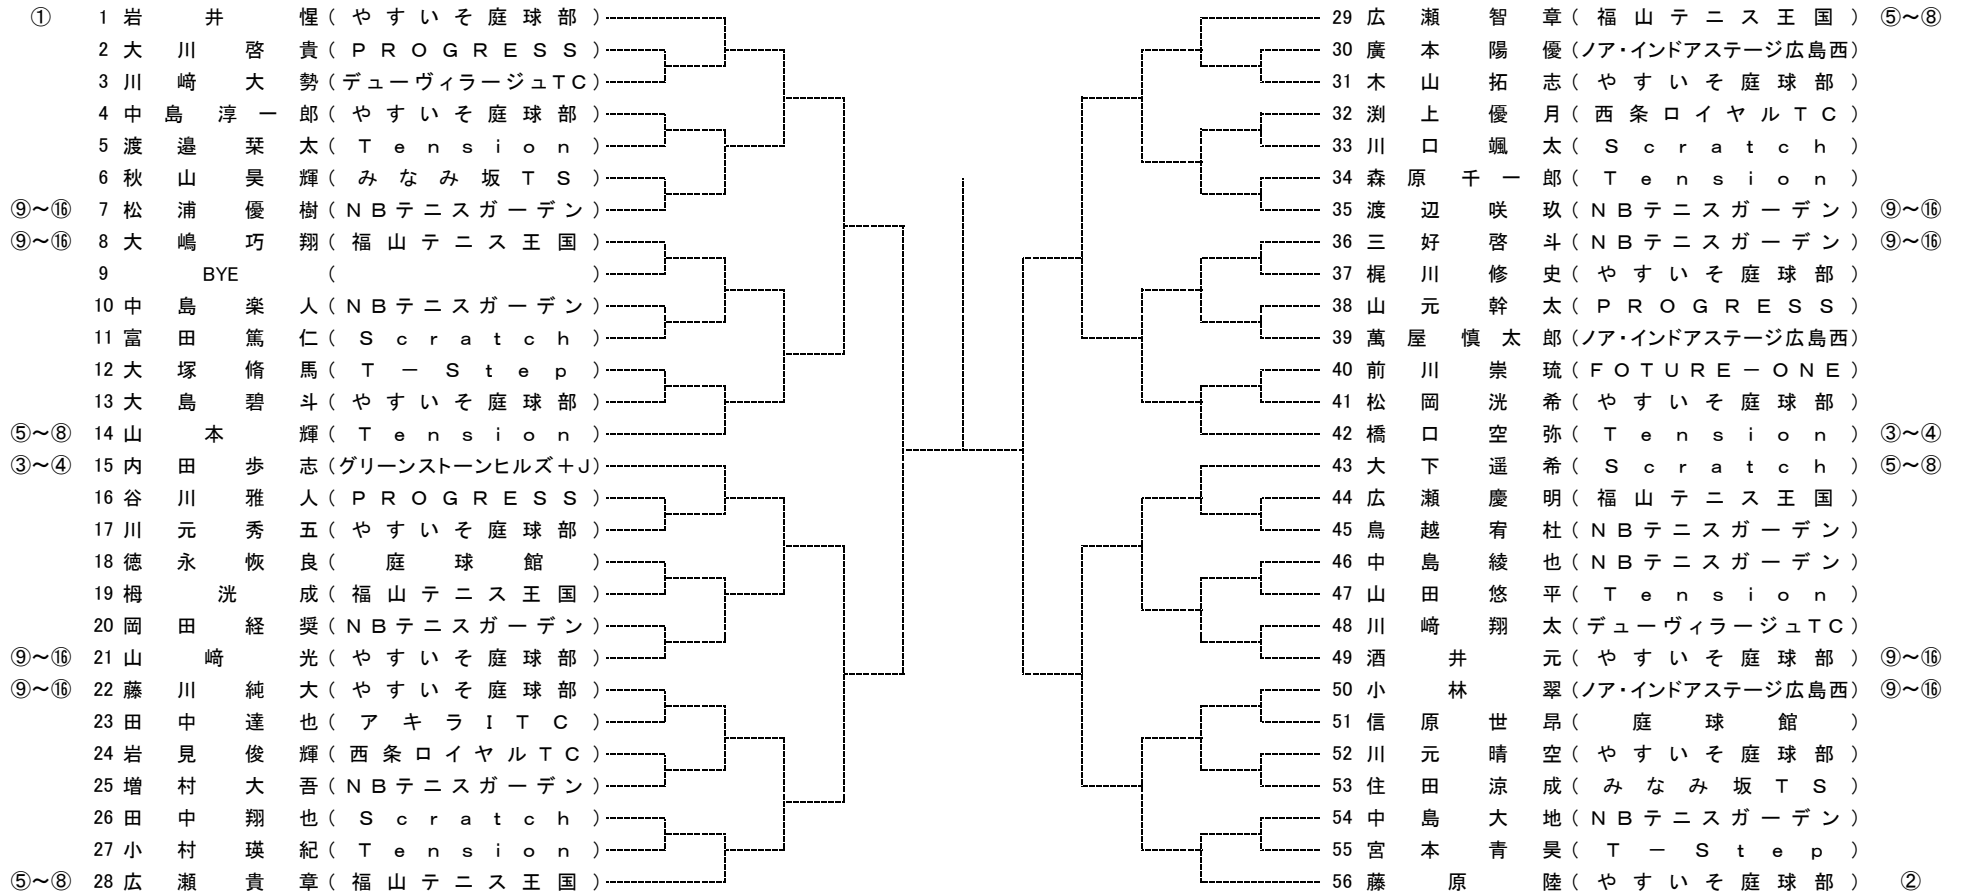 ① 1 岩井惺(やすいそ庭球部)
2 大川啓貴(PROGRESS)
3 川﨑大勢(デューヴィラージュTC)
4 中島淳一郎(やすいそ庭球部)
5 渡邉栞太(Tension)
6 秋山昊輝(みなみ坂TS)
⑨～⑯ 7 松浦優樹(NBテニスガーデン)
⑨～⑯ 8 大嶋巧翔(福山テニス王国)
9 BYE ( )
10 中島楽人(NBテニスガーデン)
11 富田篤仁(Scratch)
12 大塚脩馬(T－Step)
13 大島碧斗(やすいそ庭球部)
⑤～⑧ 14 山本輝(Tension)
③～④ 15 内田歩志(グリーンストーンヒルズ＋J)
16 谷川雅人(PROGRESS)
17 川元秀五(やすいそ庭球部)
18 徳永恢良(庭球館)
19 栂洸成(福山テニス王国)
20 岡田経奨(NBテニスガーデン)
⑨～⑯ 21 山﨑光(やすいそ庭球部)
⑨～⑯ 22 藤川純大(やすいそ庭球部)
23 田中達也(アキラITC)
24 岩見俊輝(西条ロイヤルTC)
25 増村大吾(NBテニスガーデン)
26 田中翔也(Scratch)
27 小村瑛紀(Tension)
⑤～⑧ 28 広瀬貴章(福山テニス王国)
29 広瀬智章(福山テニス王国) ⑤～⑧
30 廣本陽優(ノア・インドアステージ広島西)
31 木山拓志(やすいそ庭球部)
32 渕上優月(西条ロイヤルTC)
33 川口颯太(Scratch)
34 森原千一郎(Tension)
35 渡辺咲玖(NBテニスガーデン) ⑨～⑯
36 三好啓斗(NBテニスガーデン) ⑨～⑯
37 梶川修史(やすいそ庭球部)
38 山元幹太(PROGRESS)
39 萬屋慎太郎(ノア・インドアステージ広島西)
40 前川崇琉(FOTURE－ONE)
41 松岡洸希(やすいそ庭球部)
42 橋口空弥(Tension) ③～④
43 大下遥希(Scratch) ⑤～⑧
44 広瀬慶明(福山テニス王国)
45 鳥越宥杜(NBテニスガーデン)
46 中島綾也(NBテニスガーデン)
47 山田悠平(Tension)
48 川﨑翔太(デューヴィラージュTC)
49 酒井元(やすいそ庭球部) ⑨～⑯
50 小林翠(ノア・インドアステージ広島西) ⑨～⑯
51 信原世昂(庭球館)
52 川元晴空(やすいそ庭球部)
53 住田涼成(みなみ坂TS)
54 中島大地(NBテニスガーデン)
55 宮本青昊(T－Step)
56 藤原陸(やすいそ庭球部) ②